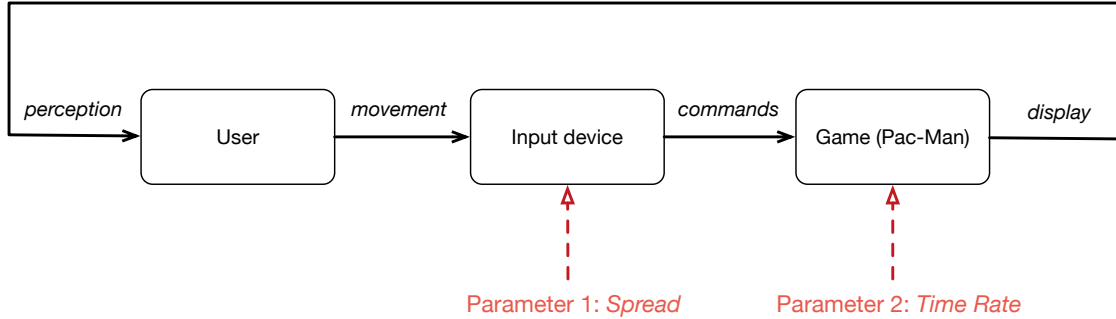 perception
User
movement
Input device
commands
Game (Pac-Man)
display
Parameter 1: Spread
Parameter 2: Time Rate